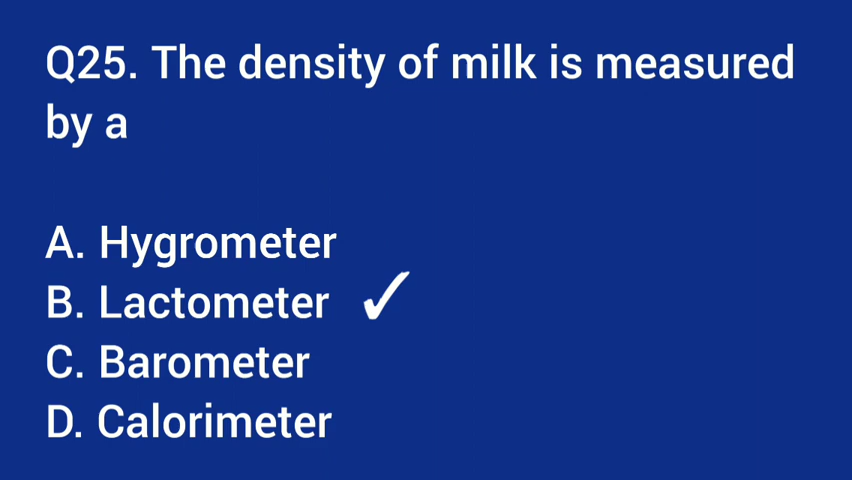 Q25. The density of milk is measured
by a
A. Hygrometer
B. Lactometer ✓
C. Barometer
D. Calorimeter